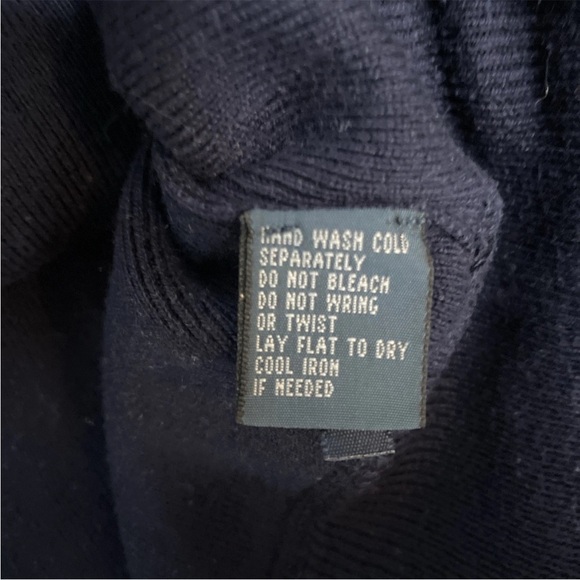 HAND WASH COLD
SEPARATELY
DO NOT BLEACH
DO NOT WRING
OR TWIST
LAY FLAT TO DRY
COOL IRON
IF NEEDED